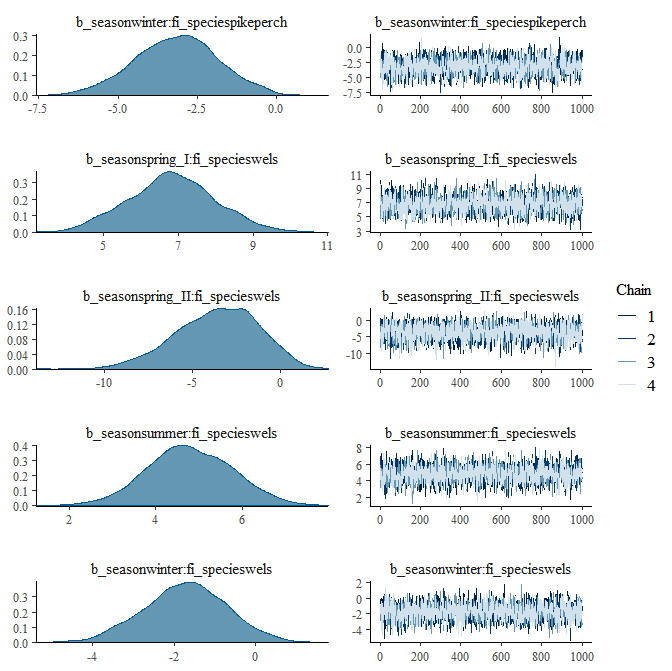 b_seasonwinter:fi_speciespikeperch b_seasonwinter:fi_speciespikeperch
0.3
0.2
0.1
0.0
-7.5 -5.0 -2.5 0.0
0.0
-2.5
-5.0
-7.5
0 200 400 600 800 1000
b_seasonspring_I:fi_specieswels b_seasonspring_I:fi_specieswels
0.3
0.2
0.1
0.0
5 7 9 11
11
9
7
5
3
0 200 400 600 800 1000
b_seasonspring_II:fi_specieswels b_seasonspring_II:fi_specieswels
0.16
0.12
0.08
0.04
0.00
-10 -5 0
0
-5
-10
0 200 400 600 800 1000
b_seasonsummer:fi_specieswels b_seasonsummer:fi_specieswels
0.4
0.3
0.2
0.1
0.0
2 4 6
8
6
4
2
0 200 400 600 800 1000
b_seasonwinter:fi_specieswels b_seasonwinter:fi_specieswels
0.3
0.2
0.1
0.0
-4 -2 0
2
0
-2
-4
0 200 400 600 800 1000
Chain
1
2
3
4